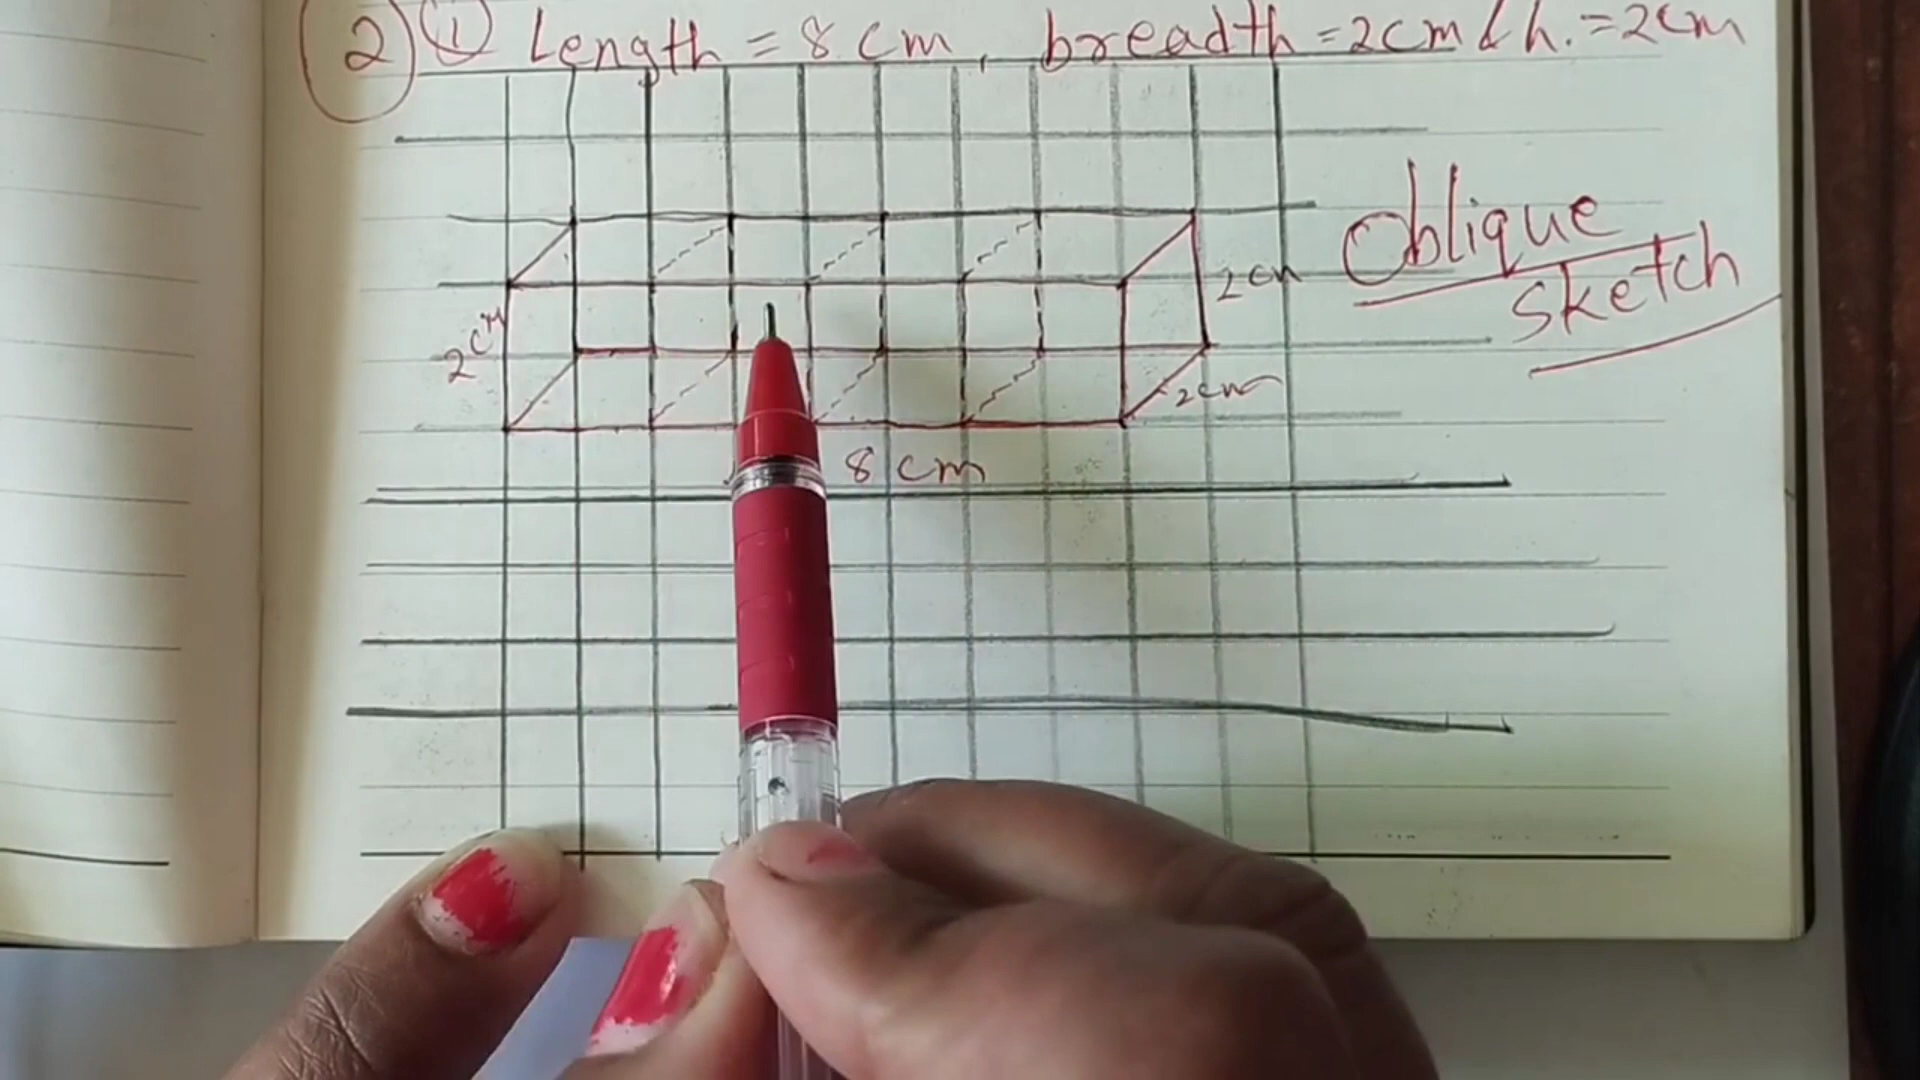 2 1 Length = 8 cm, breadth = 2cm & h. = 2cm
Oblique
Sketch
2cm
2cm
2cm
8 cm